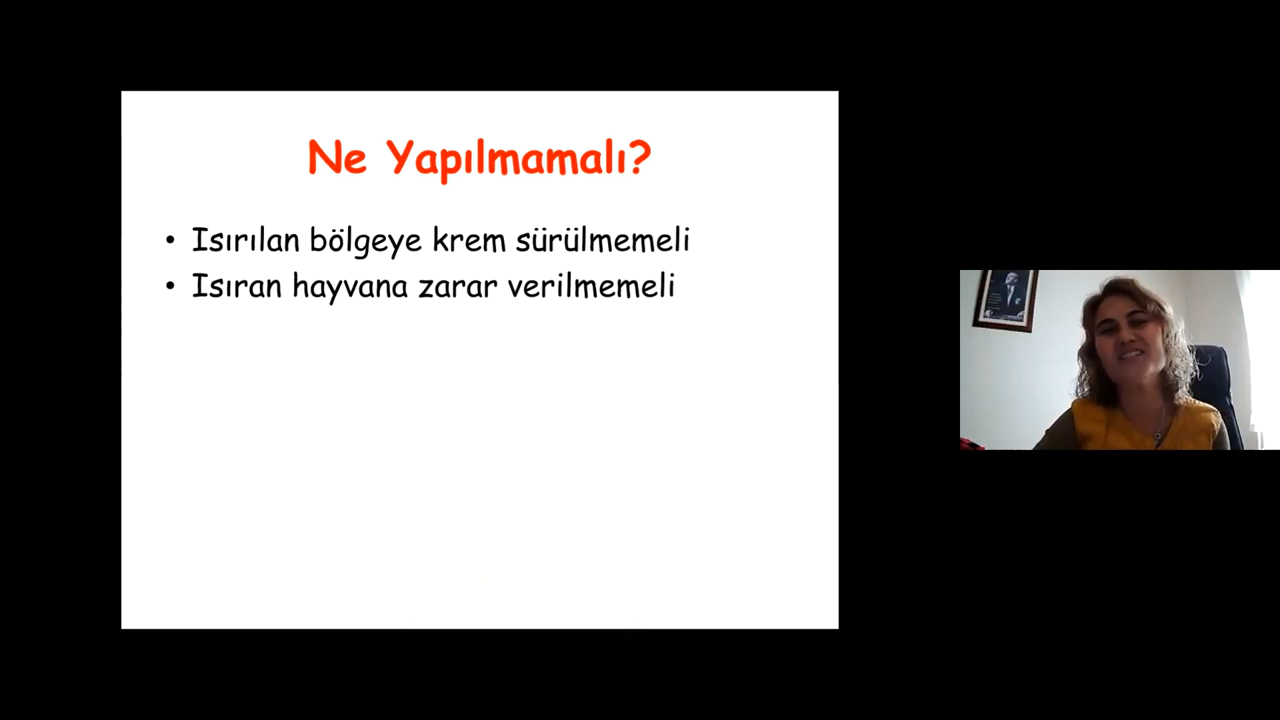 Ne Yapılmamalı?
• Isırılan bölgeye krem sürülmemeli
• Isıran hayvana zarar verilmemeli